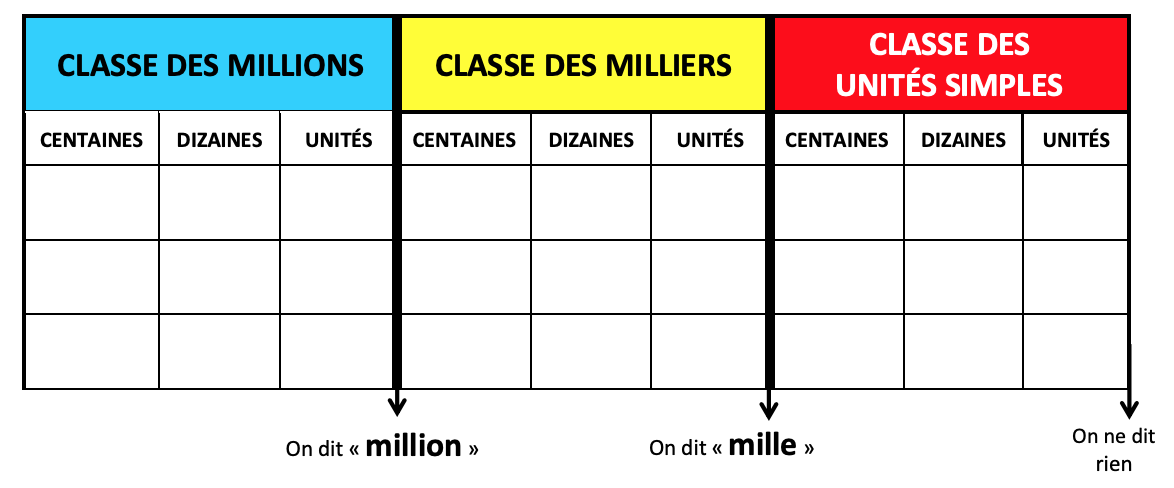 CLASSE DES MILLIONS
CLASSE DES MILLIERS
CLASSE DES
UNITÉS SIMPLES
CENTAINES DIZAINES UNITÉS CENTAINES DIZAINES UNITÉS CENTAINES DIZAINES UNITÉS
On dit « million »
On dit « mille »
On ne dit
rien